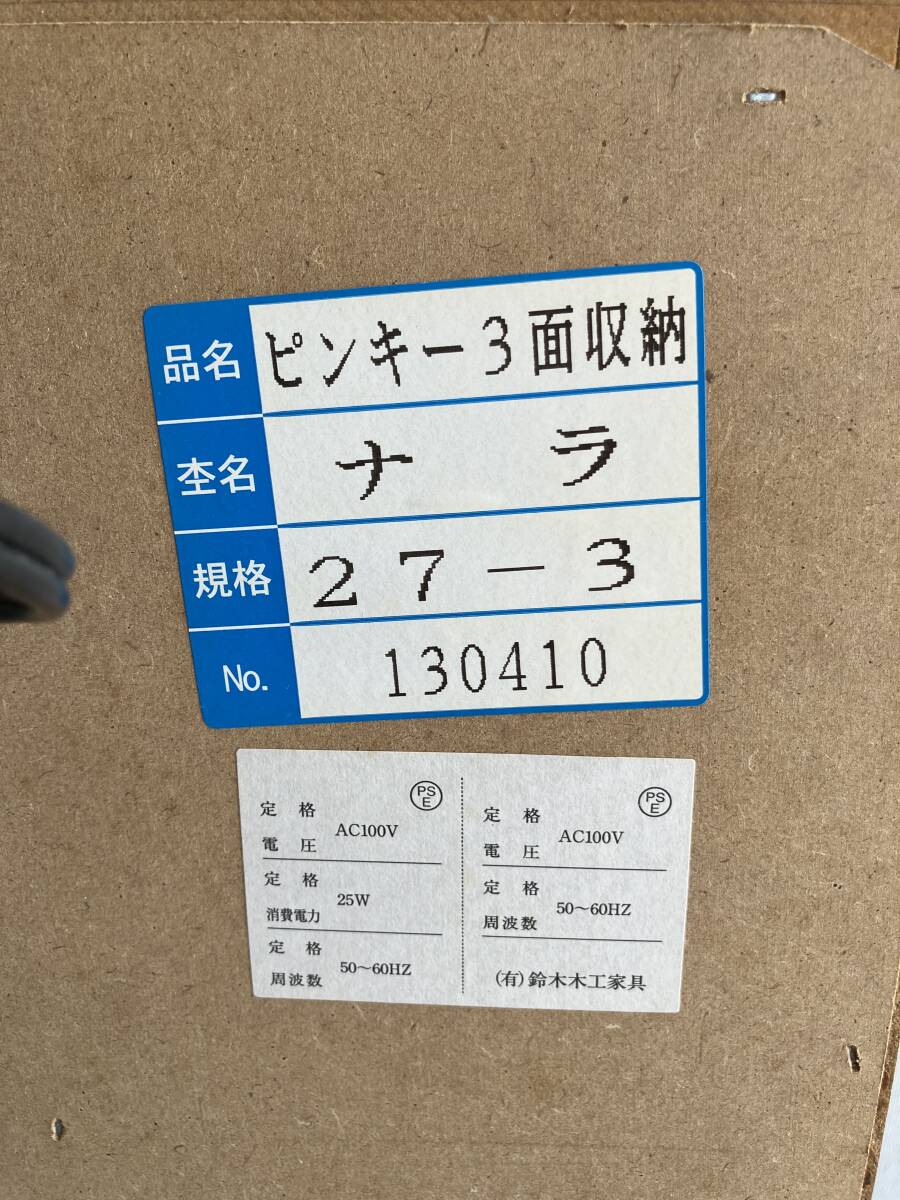 品名 ピンキー3面収納
杢名 ナラ
規格 27－3
No. 130410
PSE
定格電圧 AC100V
定格消費電力 25W
定格周波数 50～60HZ
PSE
定格電圧 AC100V
定格周波数 50～60HZ
(有)鈴木木工家具